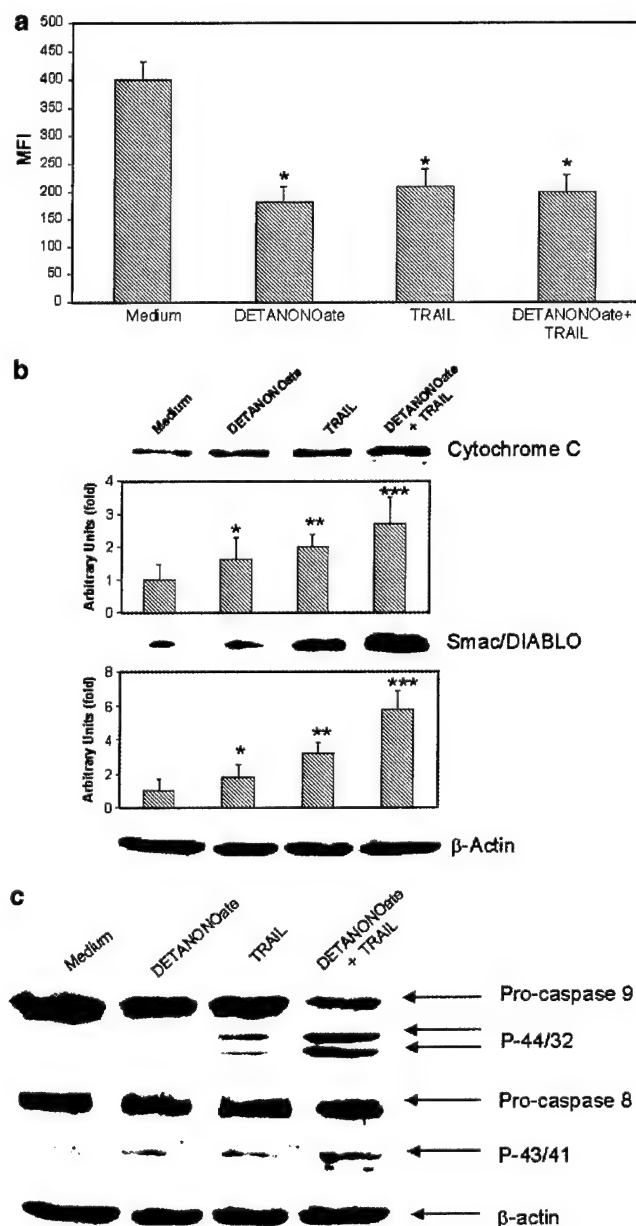 a
500
450
400
350
300
250
200
150
100
50
0
MFI
* * *
Medium DETANONOate TRAIL DETANONOate+
TRAIL
b
Medium DETANONOate TRAIL DETANONOate
+ TRAIL
Cytochrome C
4
3
2
1
0
Arbitrary Units (fold)
* ** ***
Smac/DIABLO
8
6
4
2
0
Arbitrary Units (fold)
* ** ***
β-Actin
c
Medium DETANONOate TRAIL DETANONOate
+ TRAIL
Pro-caspase 9
P-44/32
Pro-caspase 8
P-43/41
β-actin